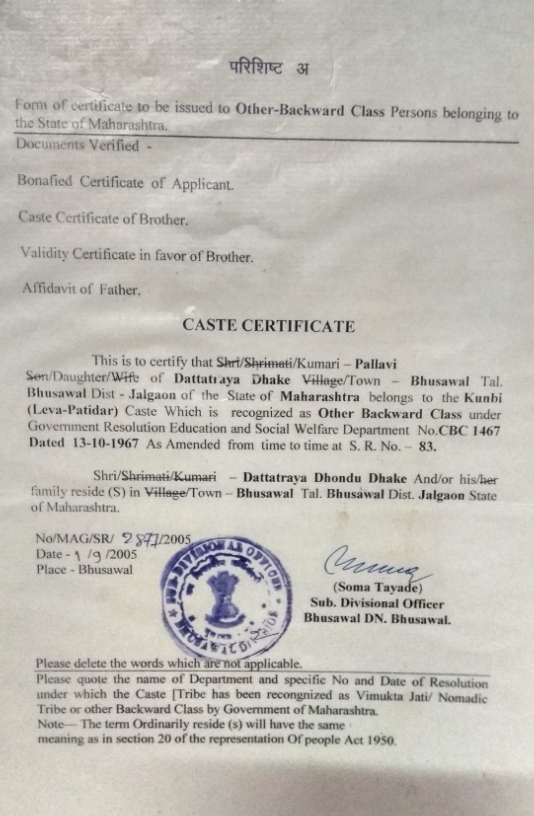 परिशिष्ट अ
Form of certificate to be issued to Other-Backward Class Persons belonging to
the State of Maharashtra.
Documents Verified -
Bonafied Certificate of Applicant.
Caste Certificate of Brother.
Validity Certificate in favor of Brother.
Affidavit of Father.
CASTE CERTIFICATE
This is to certify that Shri/Shrimati/Kumari – Pallavi
Son/Daughter/Wife of Dattatraya Dhake Village/Town – Bhusawal Tal.
Bhusawal Dist - Jalgaon of the State of Maharashtra belongs to the Kunbi
(Leva-Patidar) Caste Which is recognized as Other Backward Class under
Government Resolution Education and Social Welfare Department No.CBC 1467
Dated 13-10-1967 As Amended from time to time at S. R. No. – 83.
Shri/Shrimati/Kumari – Dattatraya Dhondu Dhake And/or his/her
family reside (S) in Village/Town – Bhusawal Tal. Bhusawal Dist. Jalgaon State
of Maharashtra.
No/MAG/SR/ /2005
Date - 1 /9 /2005
Place - Bhusawal
SUB-DIVISIONAL OFFICER
(Soma Tayade)
Sub. Divisional Officer
Bhusawal DN. Bhusawal.
Please delete the words which are not applicable.
Please quote the name of Department and specific No and Date of Resolution
under which the Caste [Tribe has been recongnized as Vimukta Jati/ Nomadic
Tribe or other Backward Class by Government of Maharashtra.
Note— The term Ordinarily reside (s) will have the same
meaning as in section 20 of the representation Of people Act 1950.